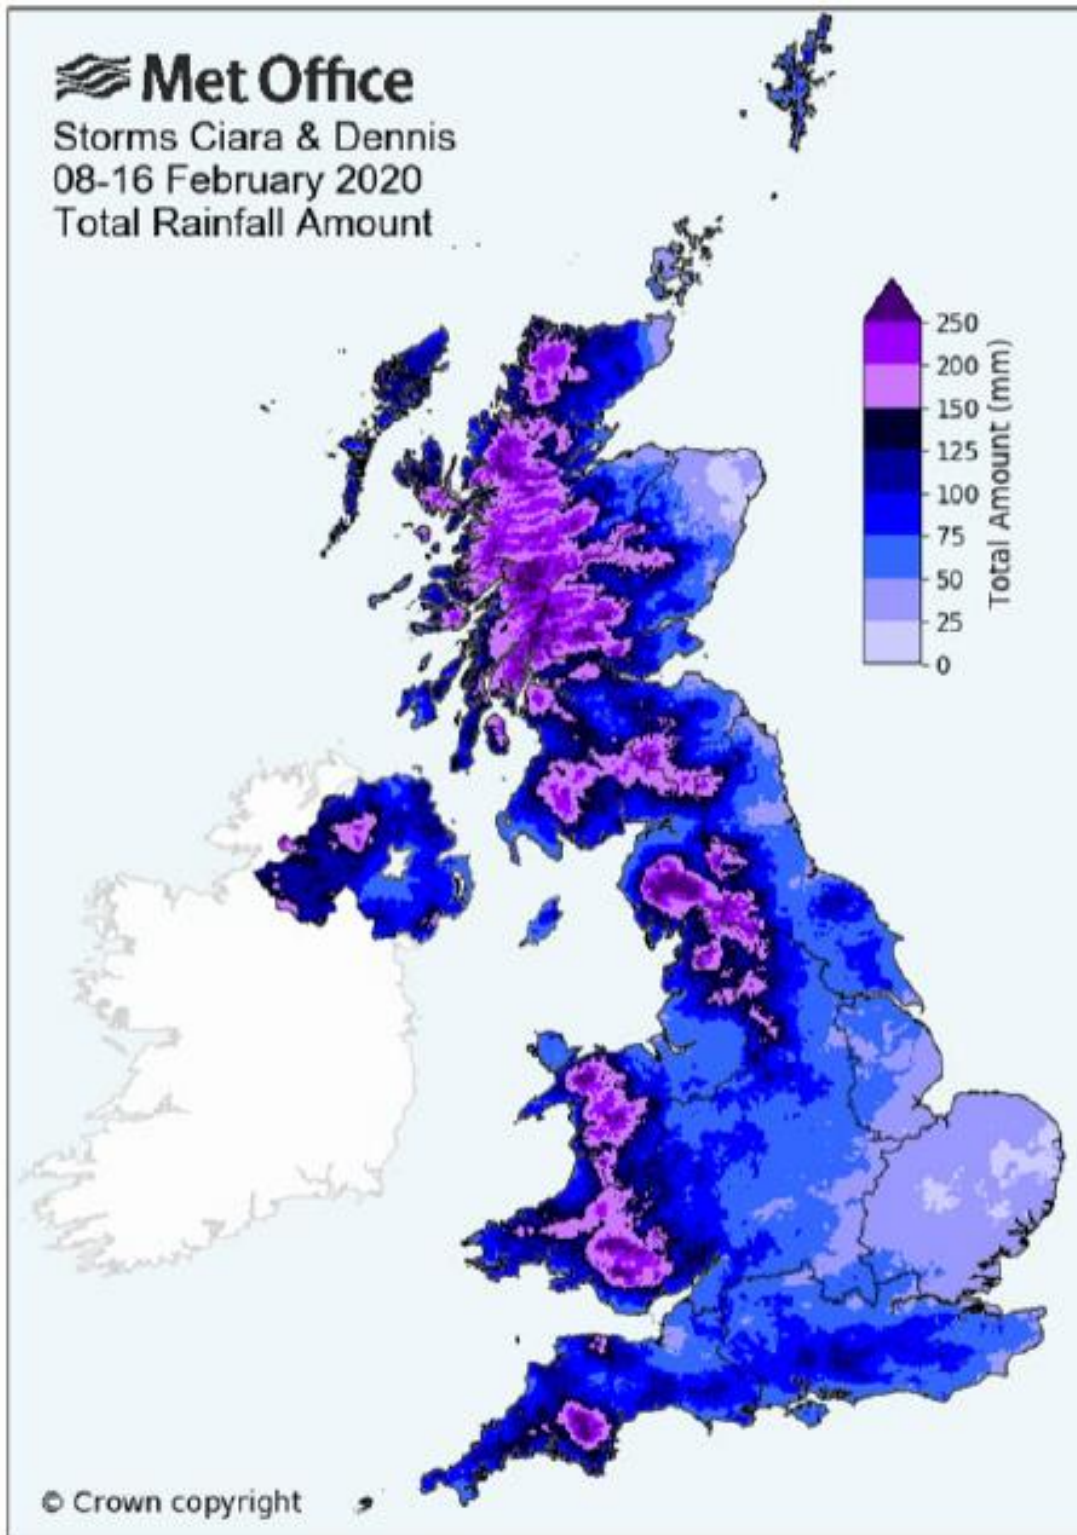 Met Office
Storms Ciara & Dennis
08-16 February 2020
Total Rainfall Amount
250
200
150
125
100
75
50
25
0
Total Amount (mm)
© Crown copyright